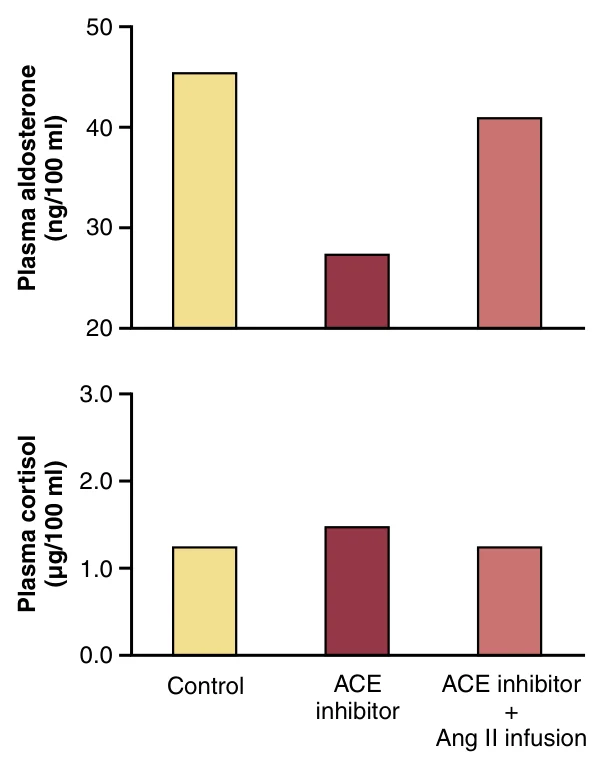 Plasma aldosterone
(ng/100 ml)
50
40
30
20
Plasma cortisol
(µg/100 ml)
3.0
2.0
1.0
0.0
Control
ACE
inhibitor
ACE inhibitor
+
Ang II infusion